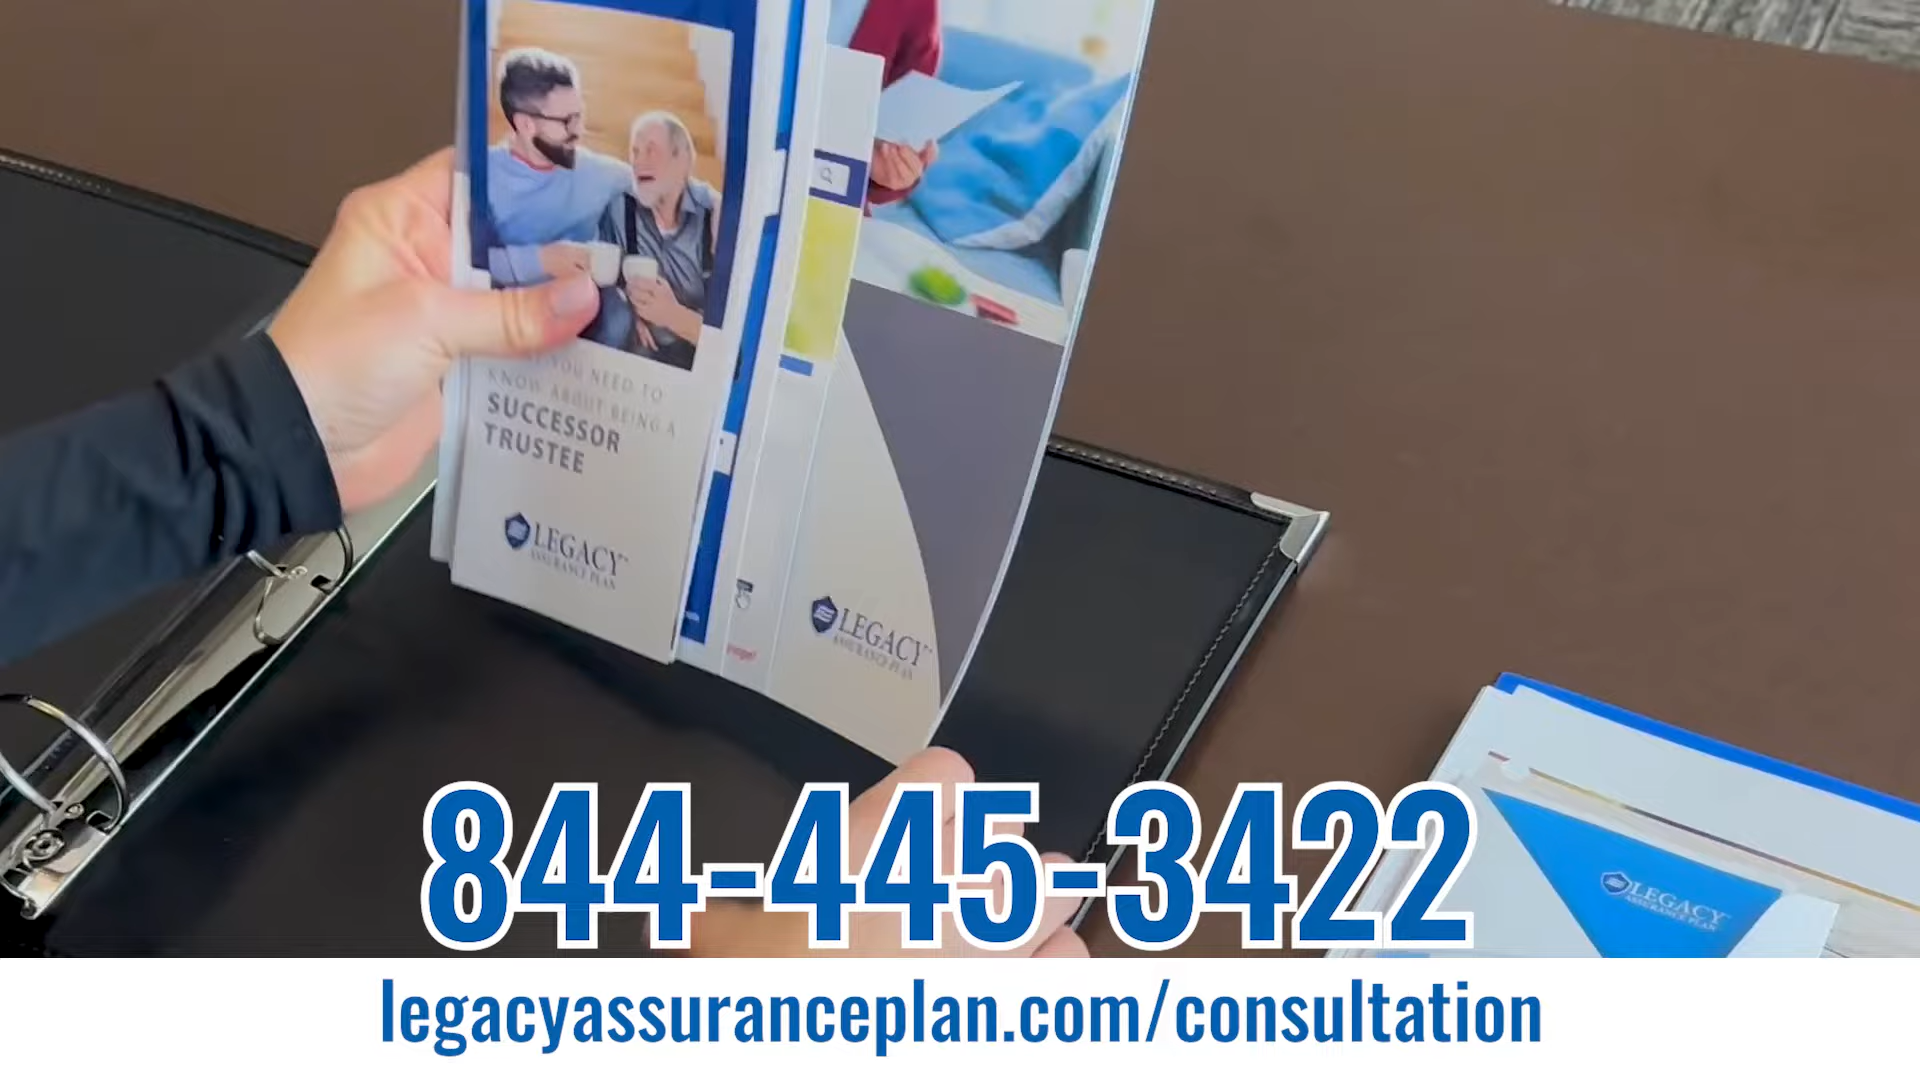 YOU NEED TO
KNOW ABOUT BEING A
SUCCESSOR
TRUSTEE
LEGACY
ASSURANCE PLAN
LEGACY
ASSURANCE PLAN
LEGACY
ASSURANCE PLAN
844-445-3422
legacyassuranceplan.com/consultation